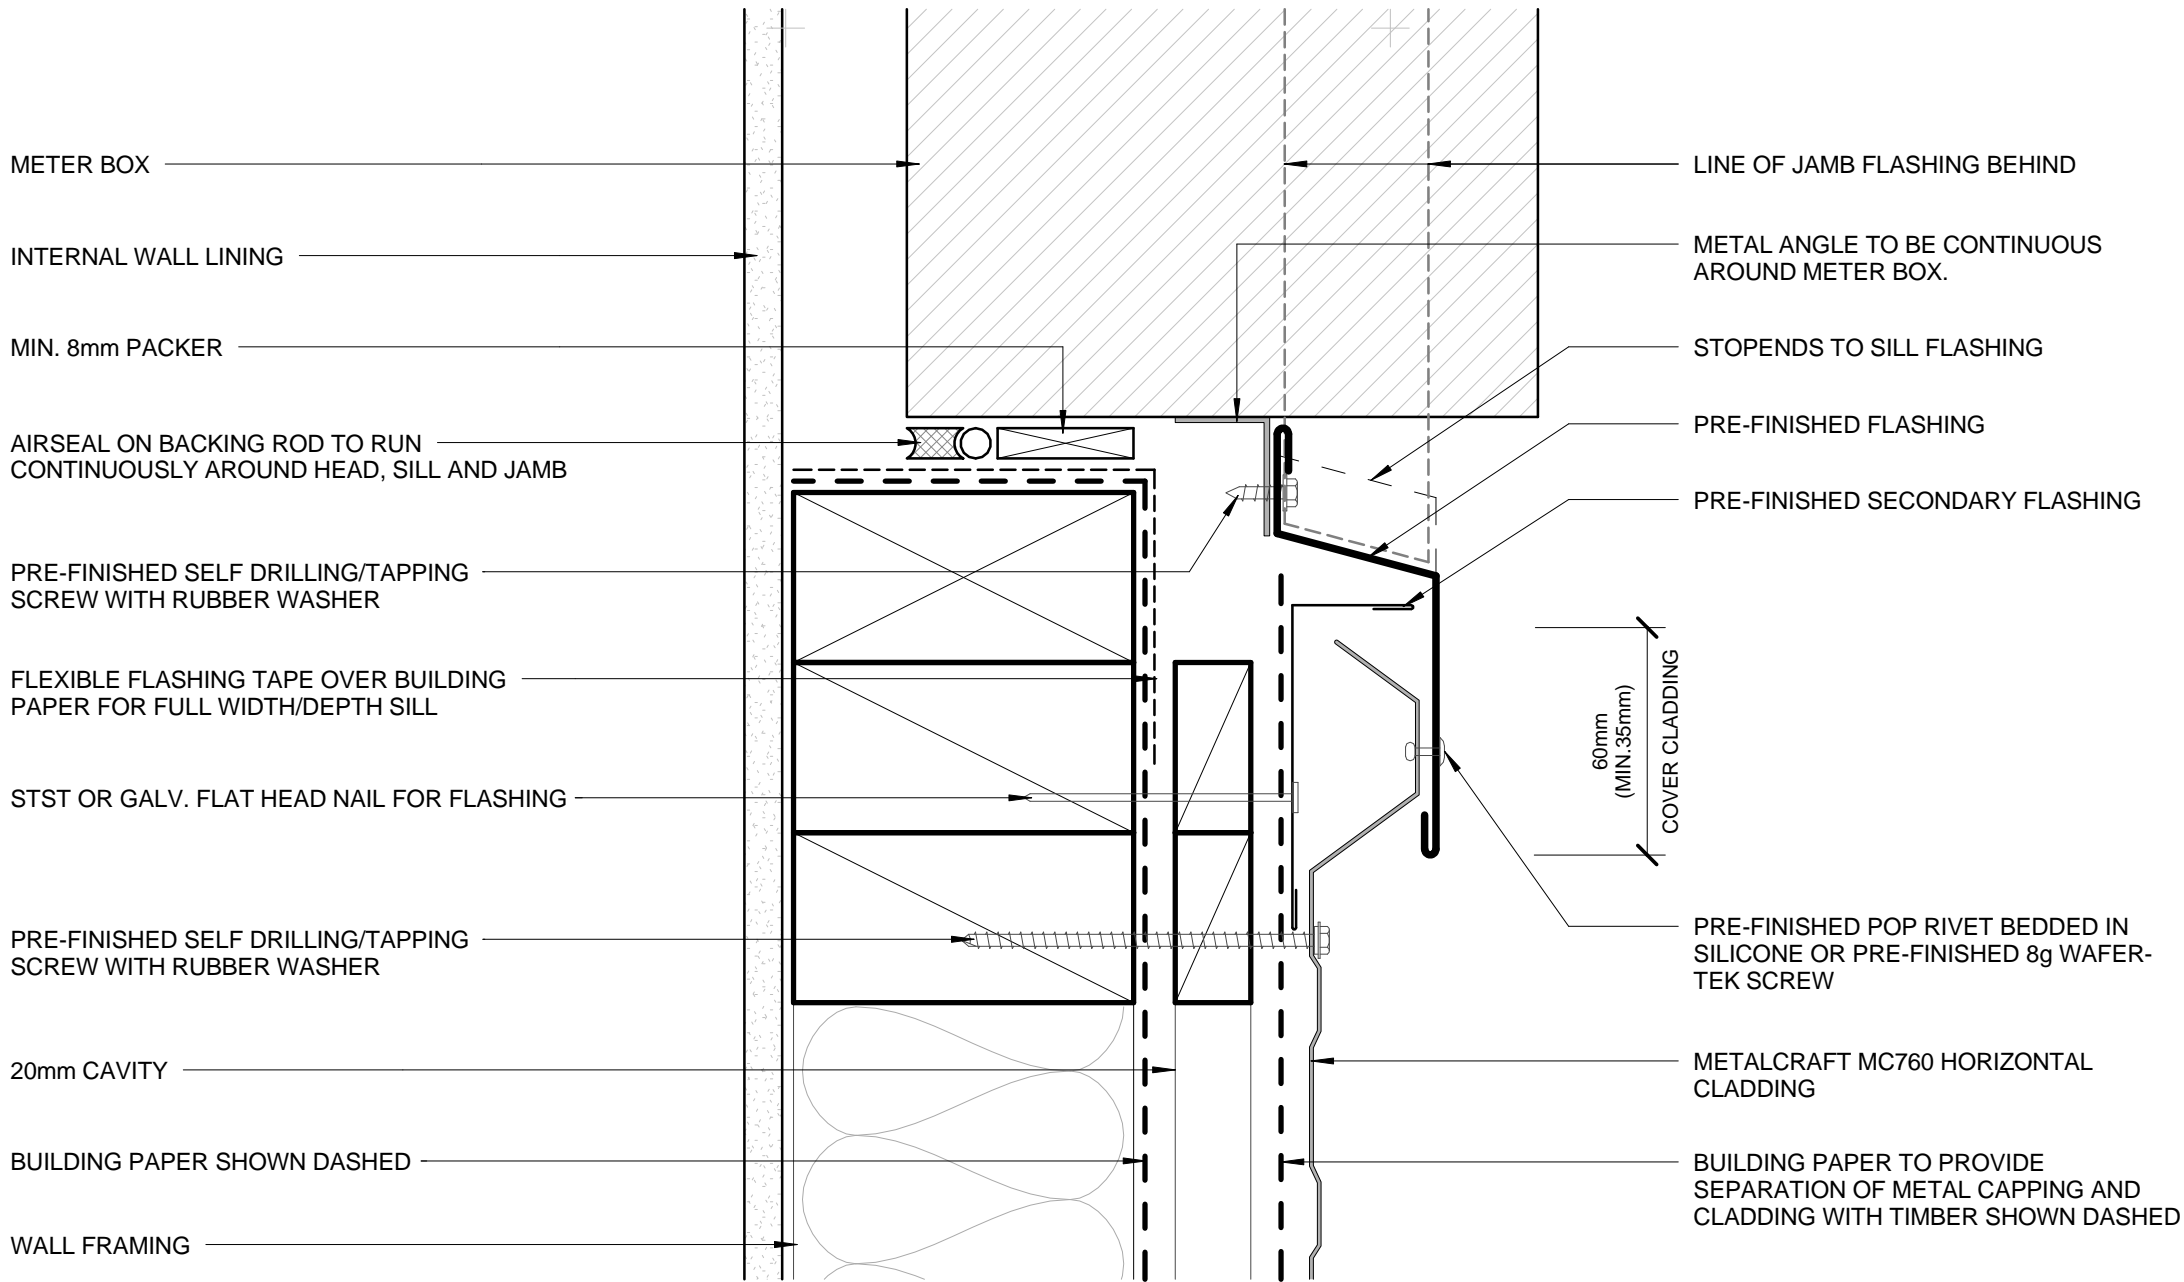 METER BOX
INTERNAL WALL LINING
MIN. 8mm PACKER
AIRSEAL ON BACKING ROD TO RUN
CONTINUOUSLY AROUND HEAD, SILL AND JAMB
PRE-FINISHED SELF DRILLING/TAPPING
SCREW WITH RUBBER WASHER
FLEXIBLE FLASHING TAPE OVER BUILDING
PAPER FOR FULL WIDTH/DEPTH SILL
STST OR GALV. FLAT HEAD NAIL FOR FLASHING
PRE-FINISHED SELF DRILLING/TAPPING
SCREW WITH RUBBER WASHER
20mm CAVITY
BUILDING PAPER SHOWN DASHED
WALL FRAMING
LINE OF JAMB FLASHING BEHIND
METAL ANGLE TO BE CONTINUOUS
AROUND METER BOX.
STOPENDS TO SILL FLASHING
PRE-FINISHED FLASHING
PRE-FINISHED SECONDARY FLASHING
60mm
(MIN.35mm)
COVER CLADDING
PRE-FINISHED POP RIVET BEDDED IN
SILICONE OR PRE-FINISHED 8g WAFER-
TEK SCREW
METALCRAFT MC760 HORIZONTAL
CLADDING
BUILDING PAPER TO PROVIDE
SEPARATION OF METAL CAPPING AND
CLADDING WITH TIMBER SHOWN DASHED